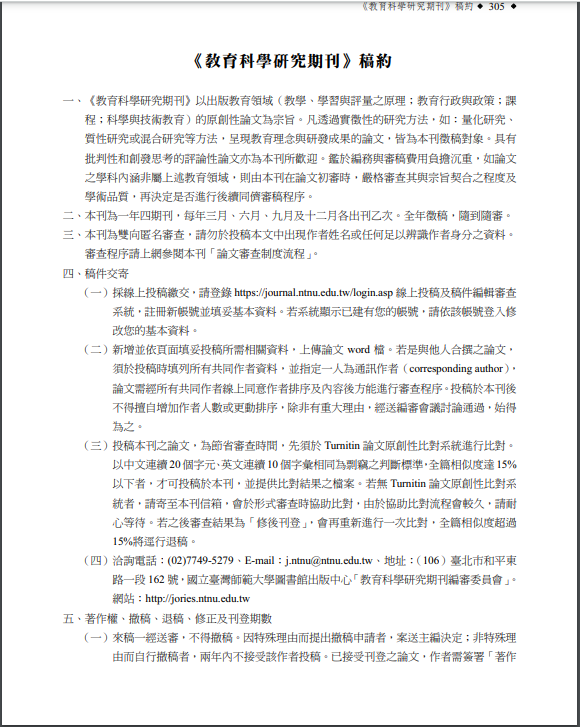 《教育科學研究期刊》稿約 ◆ 305 ◆
《教育科學研究期刊》稿約
一、《教育科學研究期刊》以出版教育領域（教學、學習與評量之原理；教育行政與政策；課
程；科學與技術教育）的原創性論文為宗旨。凡透過實徵性的研究方法，如：量化研究、
質性研究或混合研究等方法，呈現教育理念與研發成果的論文，皆為本刊徵稿對象。具有
批判性和創發思考的評論性論文亦為本刊所歡迎。鑑於編務與審稿費用負擔沉重，如論文
之學科內涵非屬上述教育領域，則由本刊在論文初審時，嚴格審查其與宗旨契合之程度及
學術品質，再決定是否進行後續同儕審稿程序。
二、本刊為一年四期刊，每年三月、六月、九月及十二月各出刊乙次。全年徵稿，隨到隨審。
三、本刊為雙向匿名審查，請勿於投稿本文中出現作者姓名或任何足以辨識作者身分之資料。
審查程序請上網參閱本刊「論文審查制度流程」。
四、稿件交寄
（一）採線上投稿繳交，請登錄 https://journal.ntnu.edu.tw/login.asp 線上投稿及稿件編輯審查
系統，註冊新帳號並填妥基本資料。若系統顯示已建有您的帳號，請依該帳號登入修
改您的基本資料。
（二）新增並依頁面填妥投稿所需相關資料，上傳論文 word 檔。若是與他人合撰之論文，
須於投稿時填列所有共同作者資料，並指定一人為通訊作者（corresponding author），
論文需經所有共同作者線上同意作者排序及內容後方能進行審查程序。投稿於本刊後
不得擅自增加作者人數或更動排序，除非有重大理由，經送編審會議討論通過，始得
為之。
（三）投稿本刊之論文，為節省審查時間，先須於 Turnitin 論文原創性比對系統進行比對。
以中文連續 20 個字元、英文連續 10 個字彙相同為剽竊之判斷標準，全篇相似度達 15%
以下者，才可投稿於本刊，並提供比對結果之檔案。若無 Turnitin 論文原創性比對系
統者，請寄至本刊信箱，會於形式審查時協助比對，由於協助比對流程會較久，請耐
心等待。若之後審查結果為「修後刊登」，會再重新進行一次比對，全篇相似度超過
15%將逕行退稿。
（四）洽詢電話：(02)7749-5279、E-mail：j.ntnu@ntnu.edu.tw、地址：（106）臺北市和平東
路一段 162 號，國立臺灣師範大學圖書館出版中心「教育科學研究期刊編審委員會」。
網站：http://jories.ntnu.edu.tw
五、著作權、撤稿、退稿、修正及刊登期數
（一）來稿一經送審，不得撤稿。因特殊理由而提出撤稿申請者，案送主編決定；非特殊理
由而自行撤稿者，兩年內不接受該作者投稿。已接受刊登之論文，作者需簽署「著作